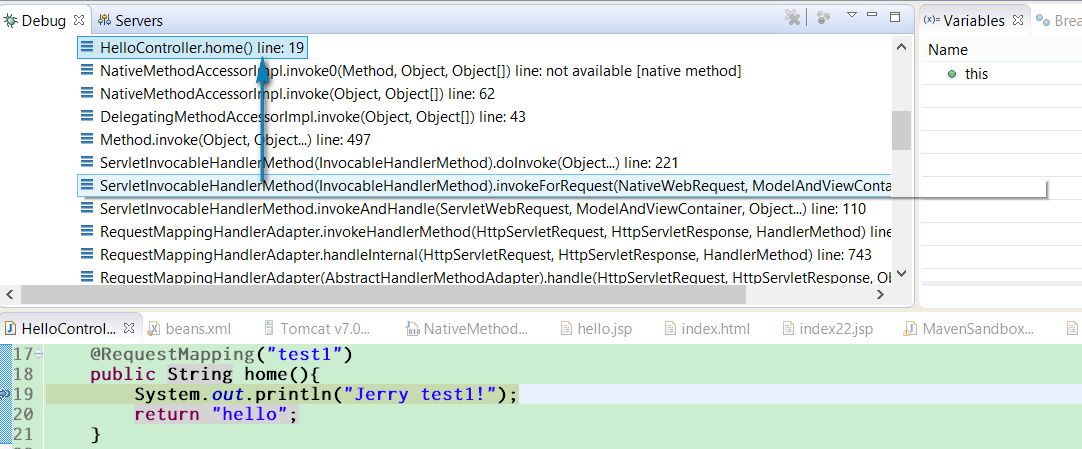 Debug Servers
HelloController.home() line: 19
NativeMethodAccessorImpl.invoke0(Method, Object, Object[]) line: not available [native method]
NativeMethodAccessorImpl.invoke(Object, Object[]) line: 62
DelegatingMethodAccessorImpl.invoke(Object, Object[]) line: 43
Method.invoke(Object, Object...) line: 497
ServletInvocableHandlerMethod(InvocableHandlerMethod).doInvoke(Object...) line: 221
ServletInvocableHandlerMethod(InvocableHandlerMethod).invokeForRequest(NativeWebRequest, ModelAndViewConta
ServletInvocableHandlerMethod.invokeAndHandle(ServletWebRequest, ModelAndViewContainer, Object...) line: 110
RequestMappingHandlerAdapter.invokeHandlerMethod(HttpServletRequest, HttpServletResponse, HandlerMethod) line
RequestMappingHandlerAdapter.handleInternal(HttpServletRequest, HttpServletResponse, HandlerMethod) line: 743
RequestMappingHandlerAdapter(AbstractHandlerMethodAdapter).handle(HttpServletRequest, HttpServletResponse, Ob
(x)= Variables Brea
Name
this
HelloControl... beans.xml Tomcat v7.0... NativeMethod... hello.jsp index.html index22.jsp MavenSandbox...
17 @RequestMapping("test1")
18 public String home(){
19 System.out.println("Jerry test1!");
20 return "hello";
21 }